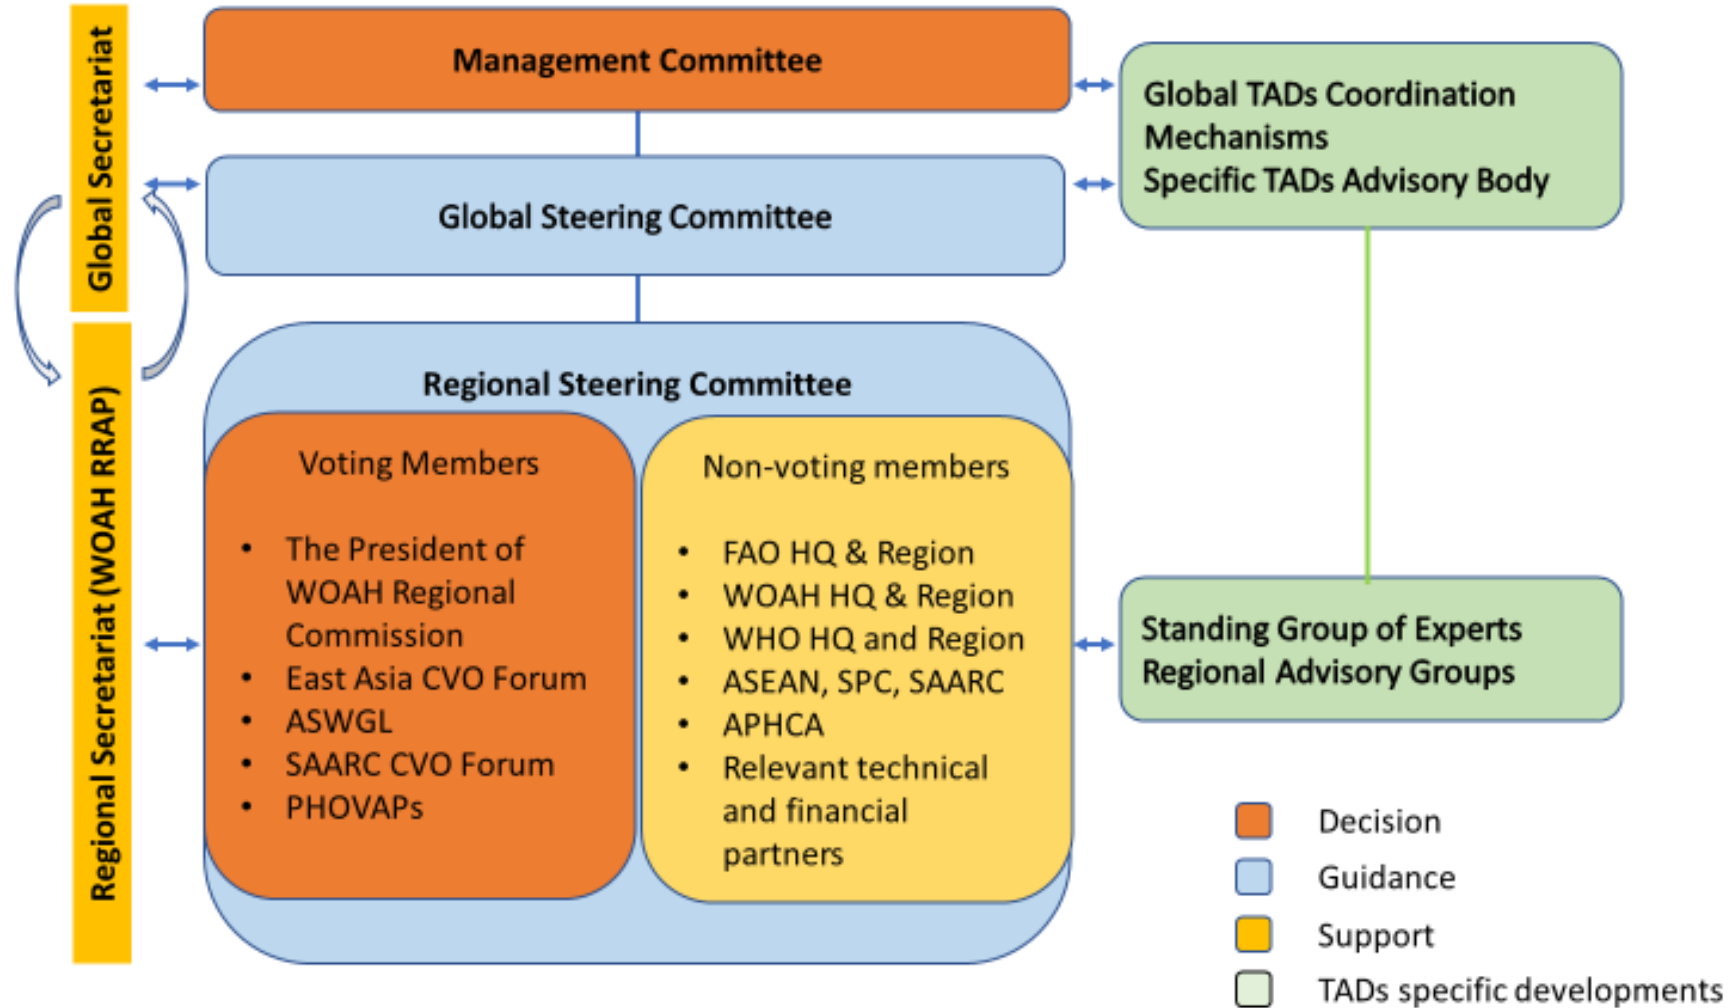 Global Secretariat
Regional Secretariat (WOAH RRAP)
Management Committee
Global Steering Committee
Global TADs Coordination
Mechanisms
Specific TADs Advisory Body
Regional Steering Committee
Voting Members
• The President of
WOAH Regional
Commission
• East Asia CVO Forum
• ASWGL
• SAARC CVO Forum
• PHOVAPs
Non-voting members
• FAO HQ & Region
• WOAH HQ & Region
• WHO HQ and Region
• ASEAN, SPC, SAARC
• APHCA
• Relevant technical
and financial
partners
Standing Group of Experts
Regional Advisory Groups
Decision
Guidance
Support
TADs specific developments